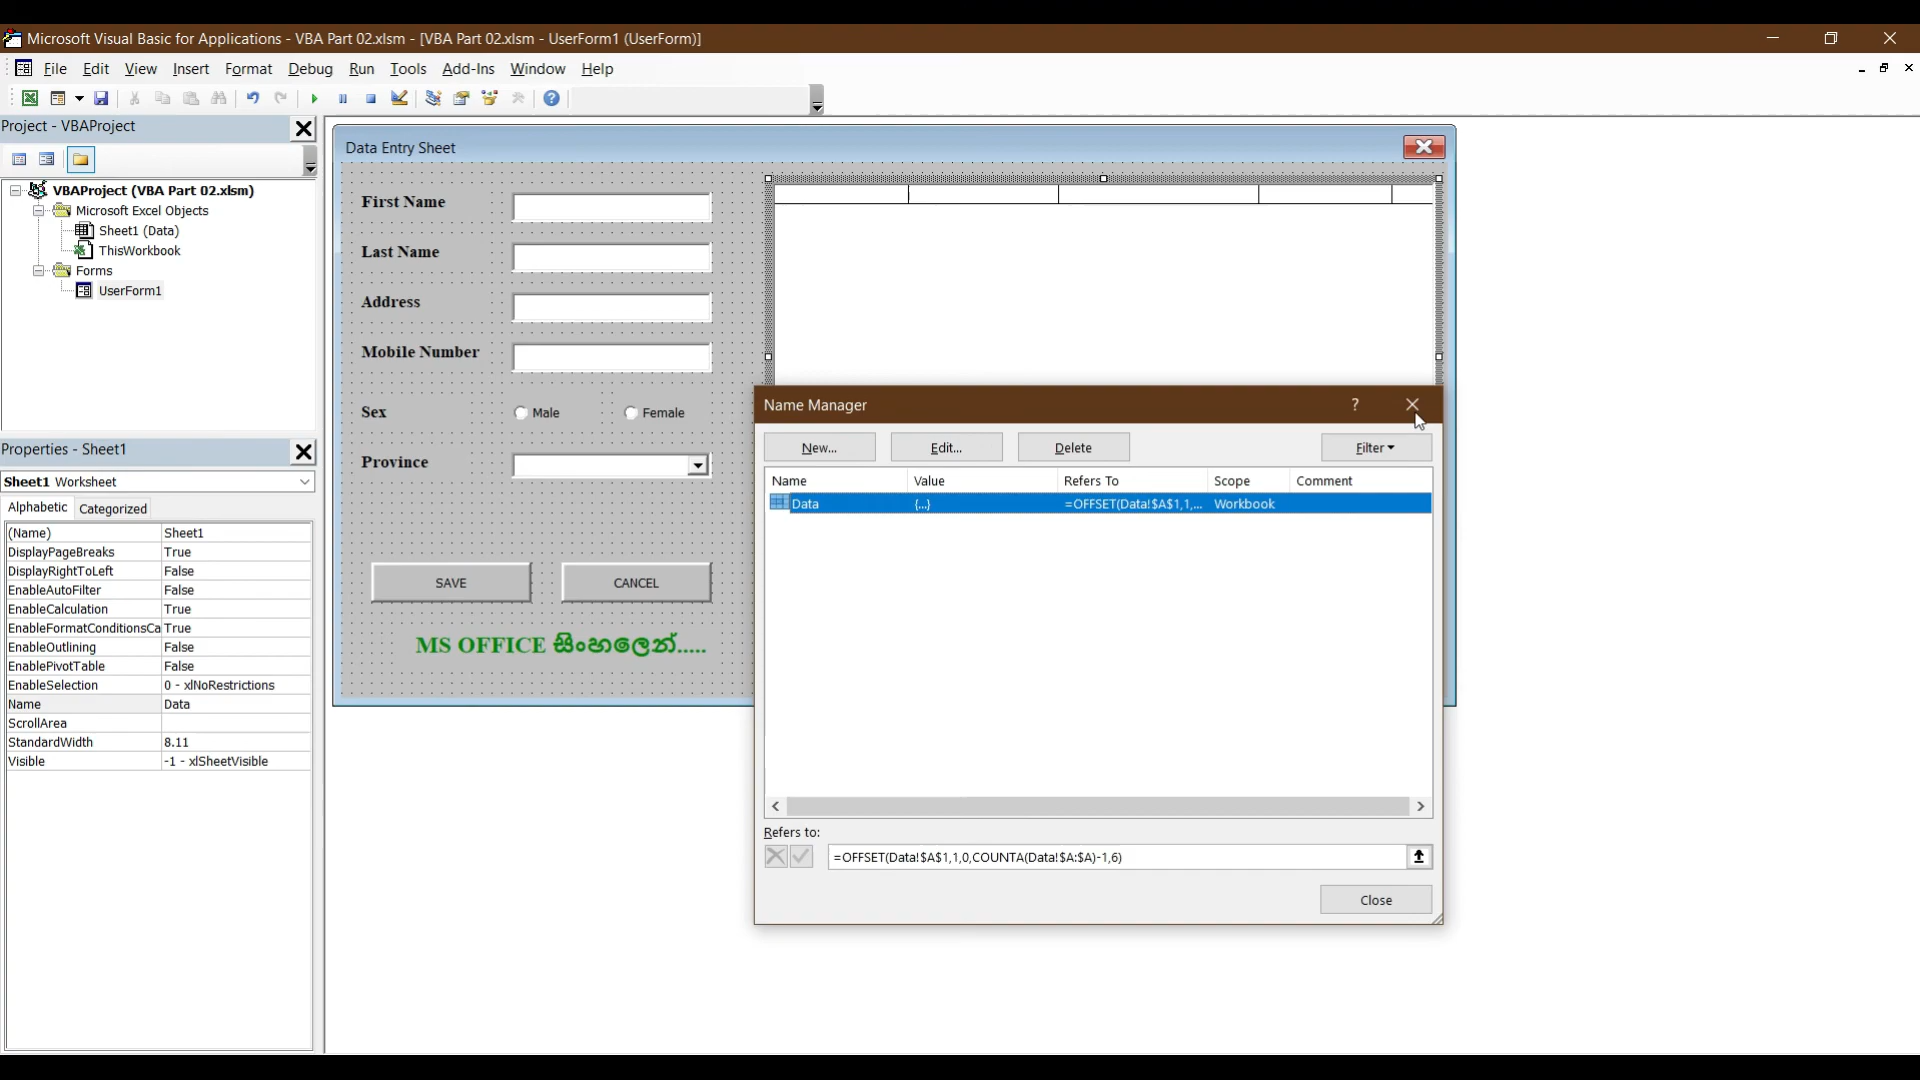 Microsoft Visual Basic for Applications - VBA Part 02.xlsm - [VBA Part 02.xlsm - UserForm1 (UserForm)]
File Edit View Insert Format Debug Run Tools Add-Ins Window Help
Project - VBAProject
VBAProject (VBA Part 02.xlsm)
Microsoft Excel Objects
Sheet1 (Data)
ThisWorkbook
Forms
UserForm1
Properties - Sheet1
Sheet1 Worksheet
Alphabetic Categorized
(Name) Sheet1
DisplayPageBreaks True
DisplayRightToLeft False
EnableAutoFilter False
EnableCalculation True
EnableFormatConditionsCa True
EnableOutlining False
EnablePivotTable False
EnableSelection 0 - xlNoRestrictions
Name Data
ScrollArea
StandardWidth 8.11
Visible -1 - xlSheetVisible
Data Entry Sheet
First Name
Last Name
Address
Mobile Number
Sex Male Female
Province
SAVE CANCEL
MS OFFICE සිංහලෙන්.....
Name Manager ?
New... Edit... Delete Filter
Name Value Refers To Scope Comment
Data {...} =OFFSET(Data!$A$1,1,... Workbook
Refers to:
=OFFSET(Data!$A$1,1,0,COUNTA(Data!$A:$A)-1,6)
Close